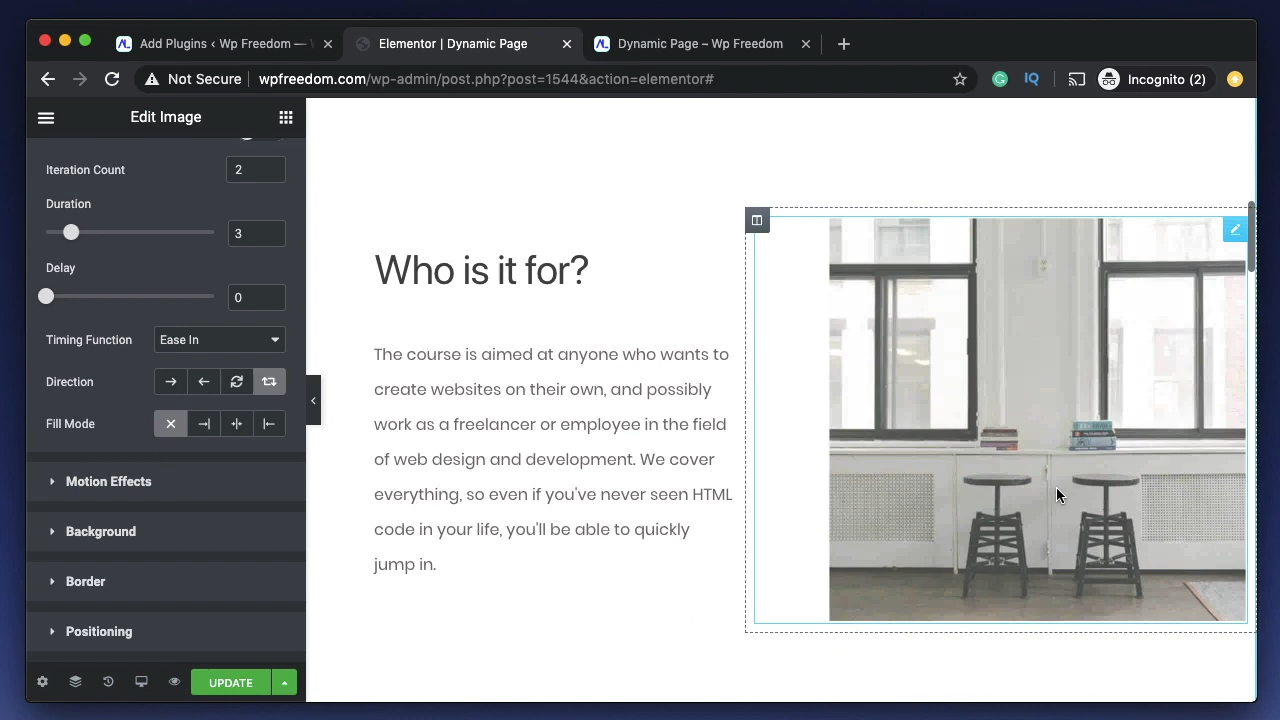 Add Plugins ‹ Wp Freedom —
Elementor | Dynamic Page
Dynamic Page – Wp Freedom
Not Secure
wpfreedom.com/wp-admin/post.php?post=1544&action=elementor#
IQ
Incognito (2)
Edit Image
Iteration Count
2
Duration
3
Delay
0
Timing Function
Ease In
Direction
Fill Mode
Motion Effects
Background
Border
Positioning
UPDATE
Who is it for?
The course is aimed at anyone who wants to
create websites on their own, and possibly
work as a freelancer or employee in the field
of web design and development. We cover
everything, so even if you've never seen HTML
code in your life, you'll be able to quickly
jump in.